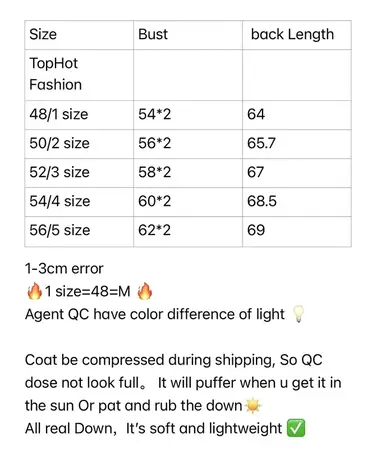 Size Bust back Length
TopHot
Fashion
48/1 size 54*2 64
50/2 size 56*2 65.7
52/3 size 58*2 67
54/4 size 60*2 68.5
56/5 size 62*2 69
1-3cm error
🔥1 size=48=M 🔥
Agent QC have color difference of light 💡
Coat be compressed during shipping, So QC
dose not look full。 It will puffer when u get it in
the sun Or pat and rub the down☀️
All real Down，It’s soft and lightweight ✅